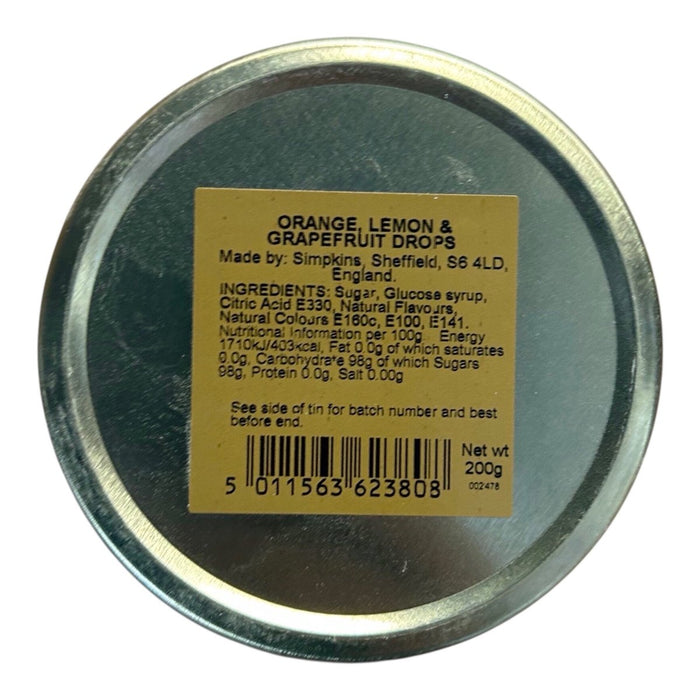 ORANGE, LEMON &
GRAPEFRUIT DROPS
Made by: Simpkins, Sheffield, S6 4LD,
England.
INGREDIENTS: Sugar, Glucose syrup,
Citric Acid E330, Natural Flavours,
Natural Colours E160c, E100, E141.
Nutritional Information per 100g. Energy
1710kJ/403kcal, Fat 0.0g of which saturates
0.0g, Carbohydrate 98g of which Sugars
98g, Protein 0.0g, Salt 0.00g
See side of tin for batch number and best
before end.
Net wt
200g
5 011563 623808
002478